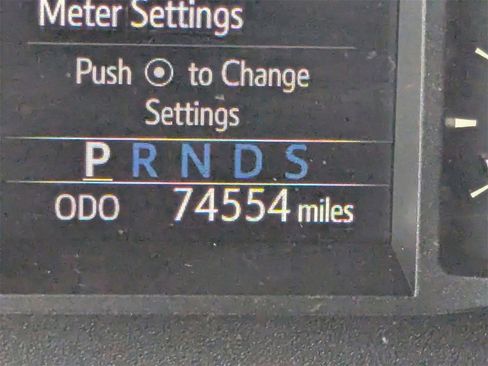 Meter Settings
Push ⊙ to Change
Settings
P R N D S
ODO 74554 miles